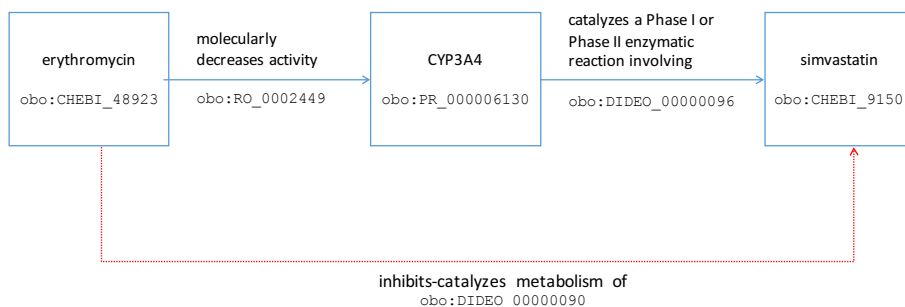 erythromycin
obo:CHEBI_48923
molecularly
decreases activity
obo:RO_0002449
CYP3A4
obo:PR_000006130
catalyzes a Phase I or
Phase II enzymatic
reaction involving
obo:DIDEO_00000096
simvastatin
obo:CHEBI_9150
inhibits-catalyzes metabolism of
obo:DIDEO_00000090